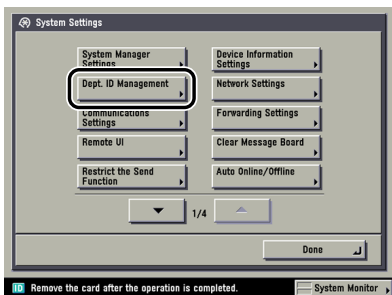 System Settings
System Manager
Settings
Device Information
Settings
Dept. ID Management
Network Settings
Communications
Settings
Forwarding Settings
Remote UI
Clear Message Board
Restrict the Send
Function
Auto Online/Offline
1/4
Done
ID Remove the card after the operation is completed.
System Monitor